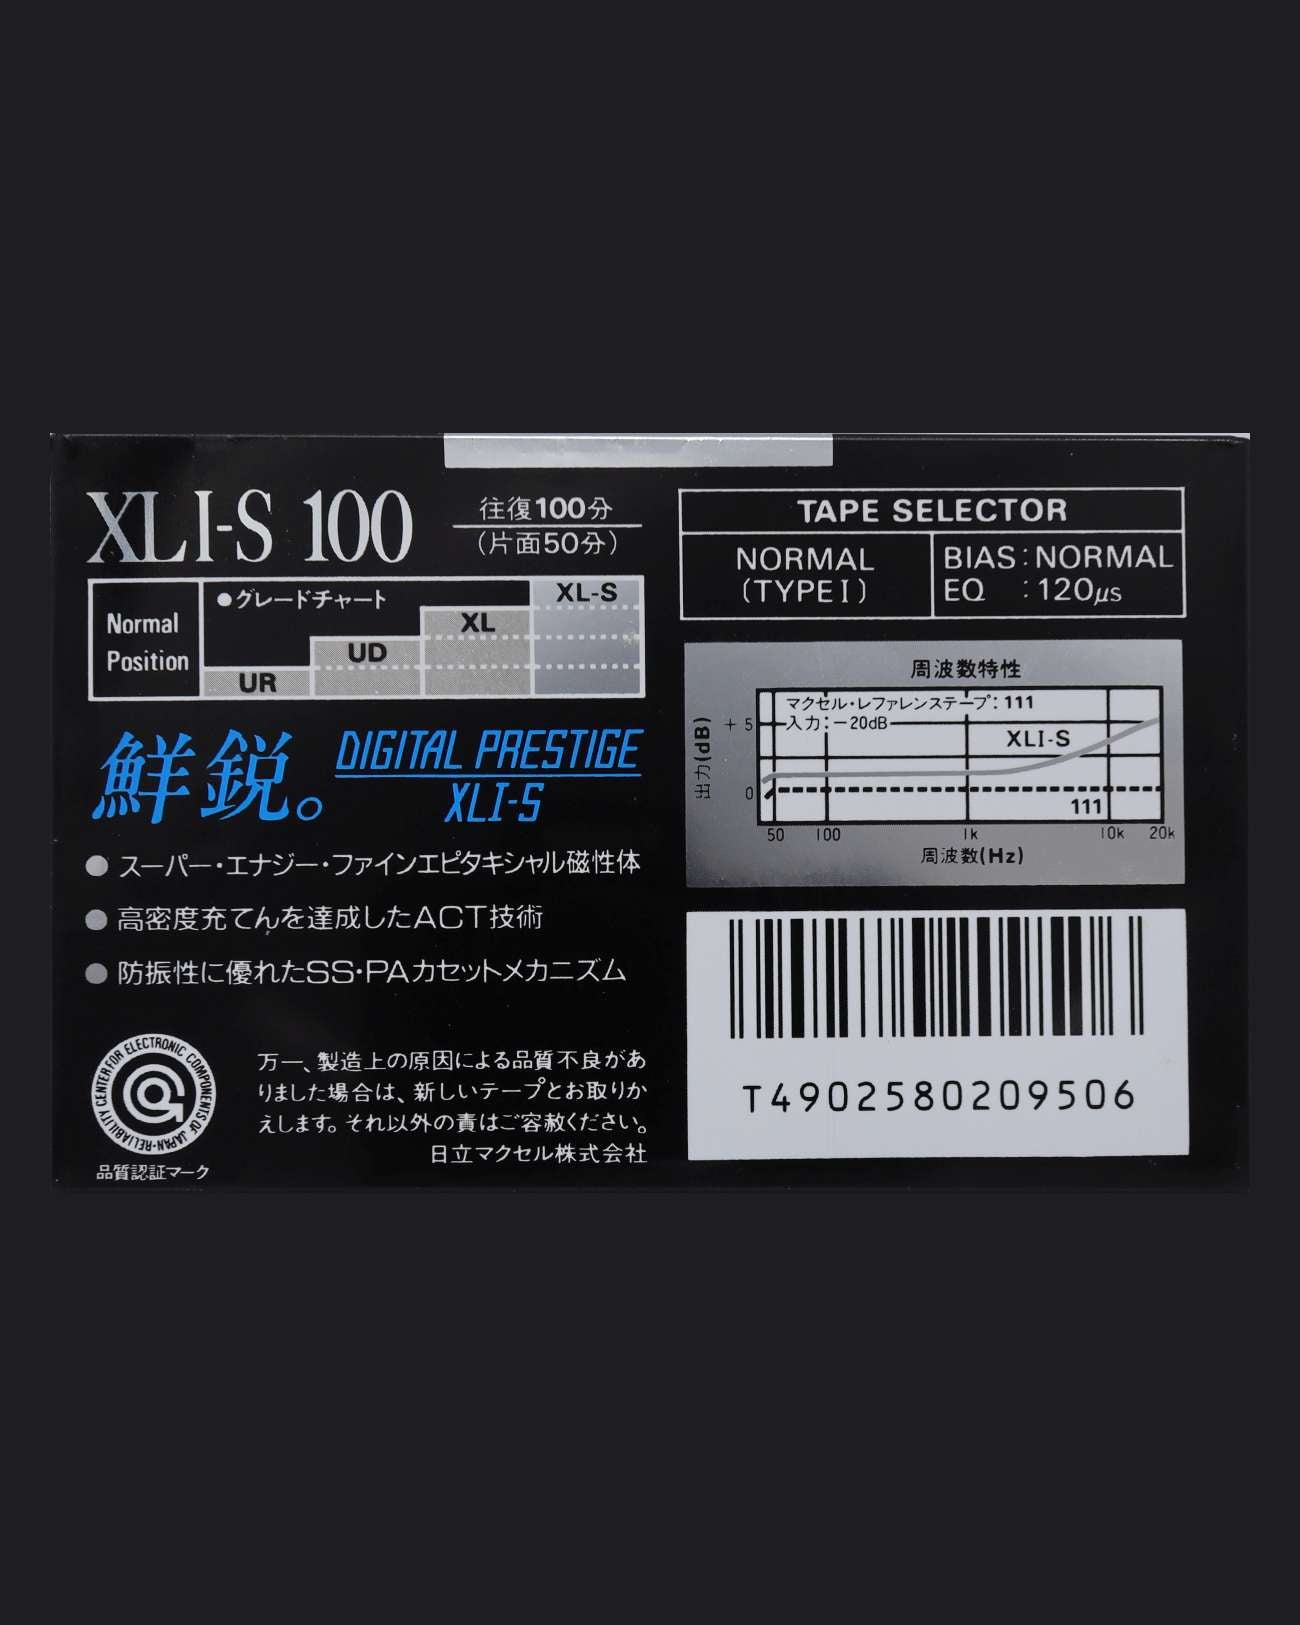 XLI-S 100
往復100分
(片面50分)
Normal
Position
●グレードチャート
UR
UD
XL
XL-S
鮮鋭。
DIGITAL PRESTIGE
XLI-S
● スーパー・エナジー・ファインエピタキシャル磁性体
● 高密度充てんを達成したACT技術
● 防振性に優れたSS・PAカセットメカニズム
RELIABILITY CENTER FOR ELECTRONIC COMPONENTS OF JAPAN
品質認証マーク
万一、製造上の原因による品質不良があ
りました場合は、新しいテープとお取りか
えします。それ以外の責はご容赦ください。
日立マクセル株式会社
TAPE SELECTOR
NORMAL
(TYPE I)
BIAS:NORMAL
EQ :120μs
周波数特性
マクセル・レファレンステープ:111
入力:−20dB
XLI-S
111
出力(dB)
+5
0
50 100 1k 10k 20k
周波数(Hz)
T4902580209506